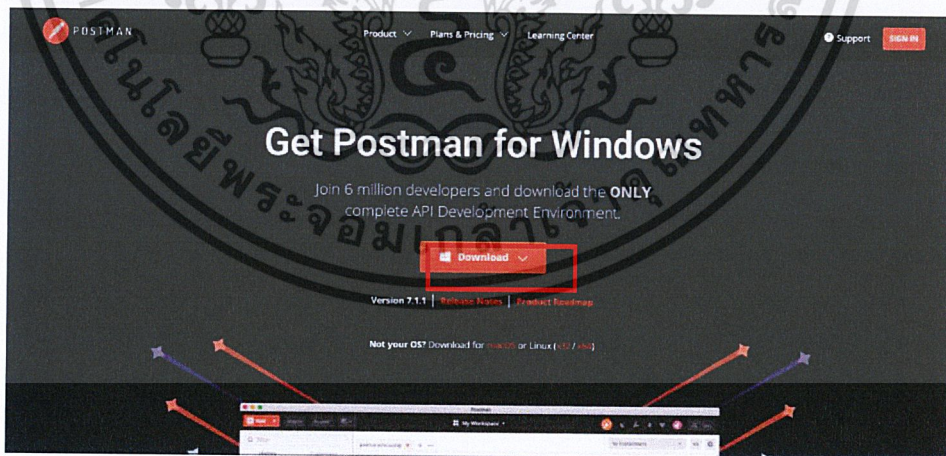 POSTMAN
Product
Plans & Pricing
Learning Center
Support
SIGN IN
Get Postman for Windows
Join 6 million developers and download the ONLY
complete API Development Environment.
Download
Version 7.1.1 | Release Notes | Product Roadmap
Not your OS? Download for macOS or Linux (x32 / x64)
Postman
My Workspace